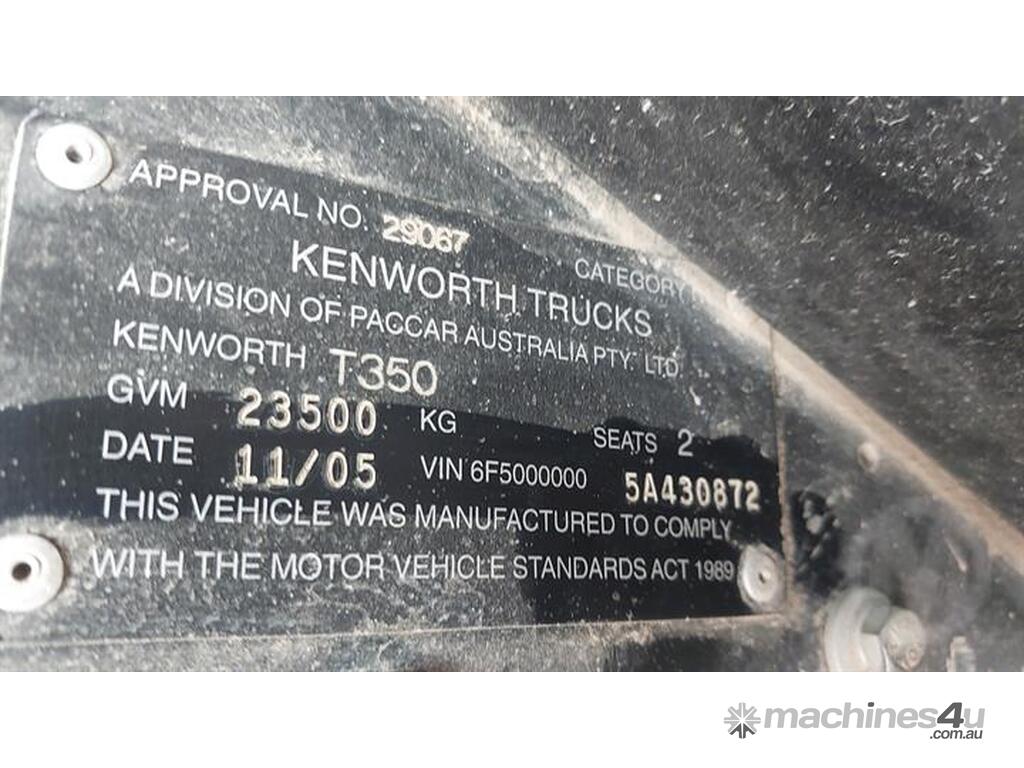 APPROVAL NO. 29067 CATEGORY
KENWORTH TRUCKS
A DIVISION OF PACCAR AUSTRALIA PTY. LTD.
KENWORTH T350
GVM 23500 KG SEATS 2
DATE 11/05 VIN 6F5000000 5A430872
THIS VEHICLE WAS MANUFACTURED TO COMPLY
WITH THE MOTOR VEHICLE STANDARDS ACT 1989
machines4u
.com.au